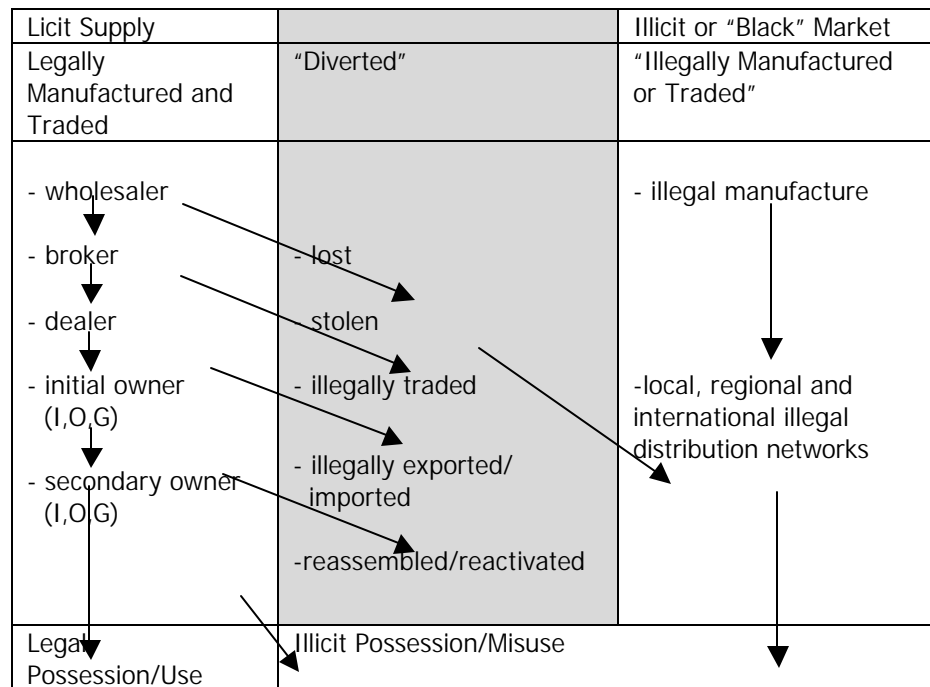 Licit Supply
Illicit or “Black” Market
Legally
Manufactured and
Traded
“Diverted”
“Illegally Manufactured
or Traded”
- wholesaler
- broker
- dealer
- initial owner
(I,O,G)
- secondary owner
(I,O,G)
- lost
- stolen
- illegally traded
- illegally exported/
imported
-reassembled/reactivated
- illegal manufacture
-local, regional and
international illegal
distribution networks
Legal
Possession/Use
Illicit Possession/Misuse